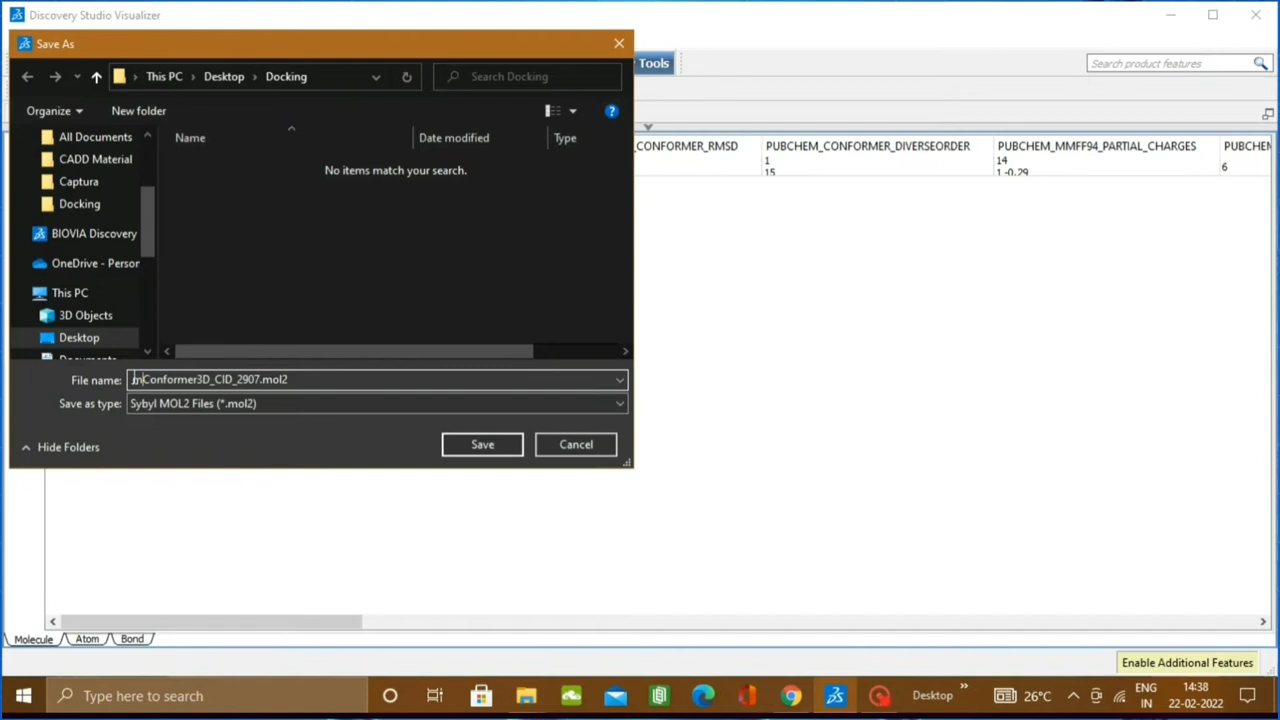 Discovery Studio Visualizer
Save As
This PC
Desktop
Docking
Search Docking
Tools
Search product features
Organize
New folder
All Documents
CADD Material
Captura
Docking
BIOVIA Discovery
OneDrive - Person
This PC
3D Objects
Desktop
Name
Date modified
Type
No items match your search.
_CONFORMER_RMSD
PUBCHEM_CONFORMER_DIVERSEORDER
PUBCHEM_MMFF94_PARTIAL_CHARGES
PUBCHEM
1
14
15
1 -0.29
6
File name:
mConformer3D_CID_2907.mol2
Save as type:
Sybyl MOL2 Files (*.mol2)
Hide Folders
Save
Cancel
Molecule
Atom
Bond
Enable Additional Features
Type here to search
Desktop
26°C
ENG
IN
14:38
22-02-2022